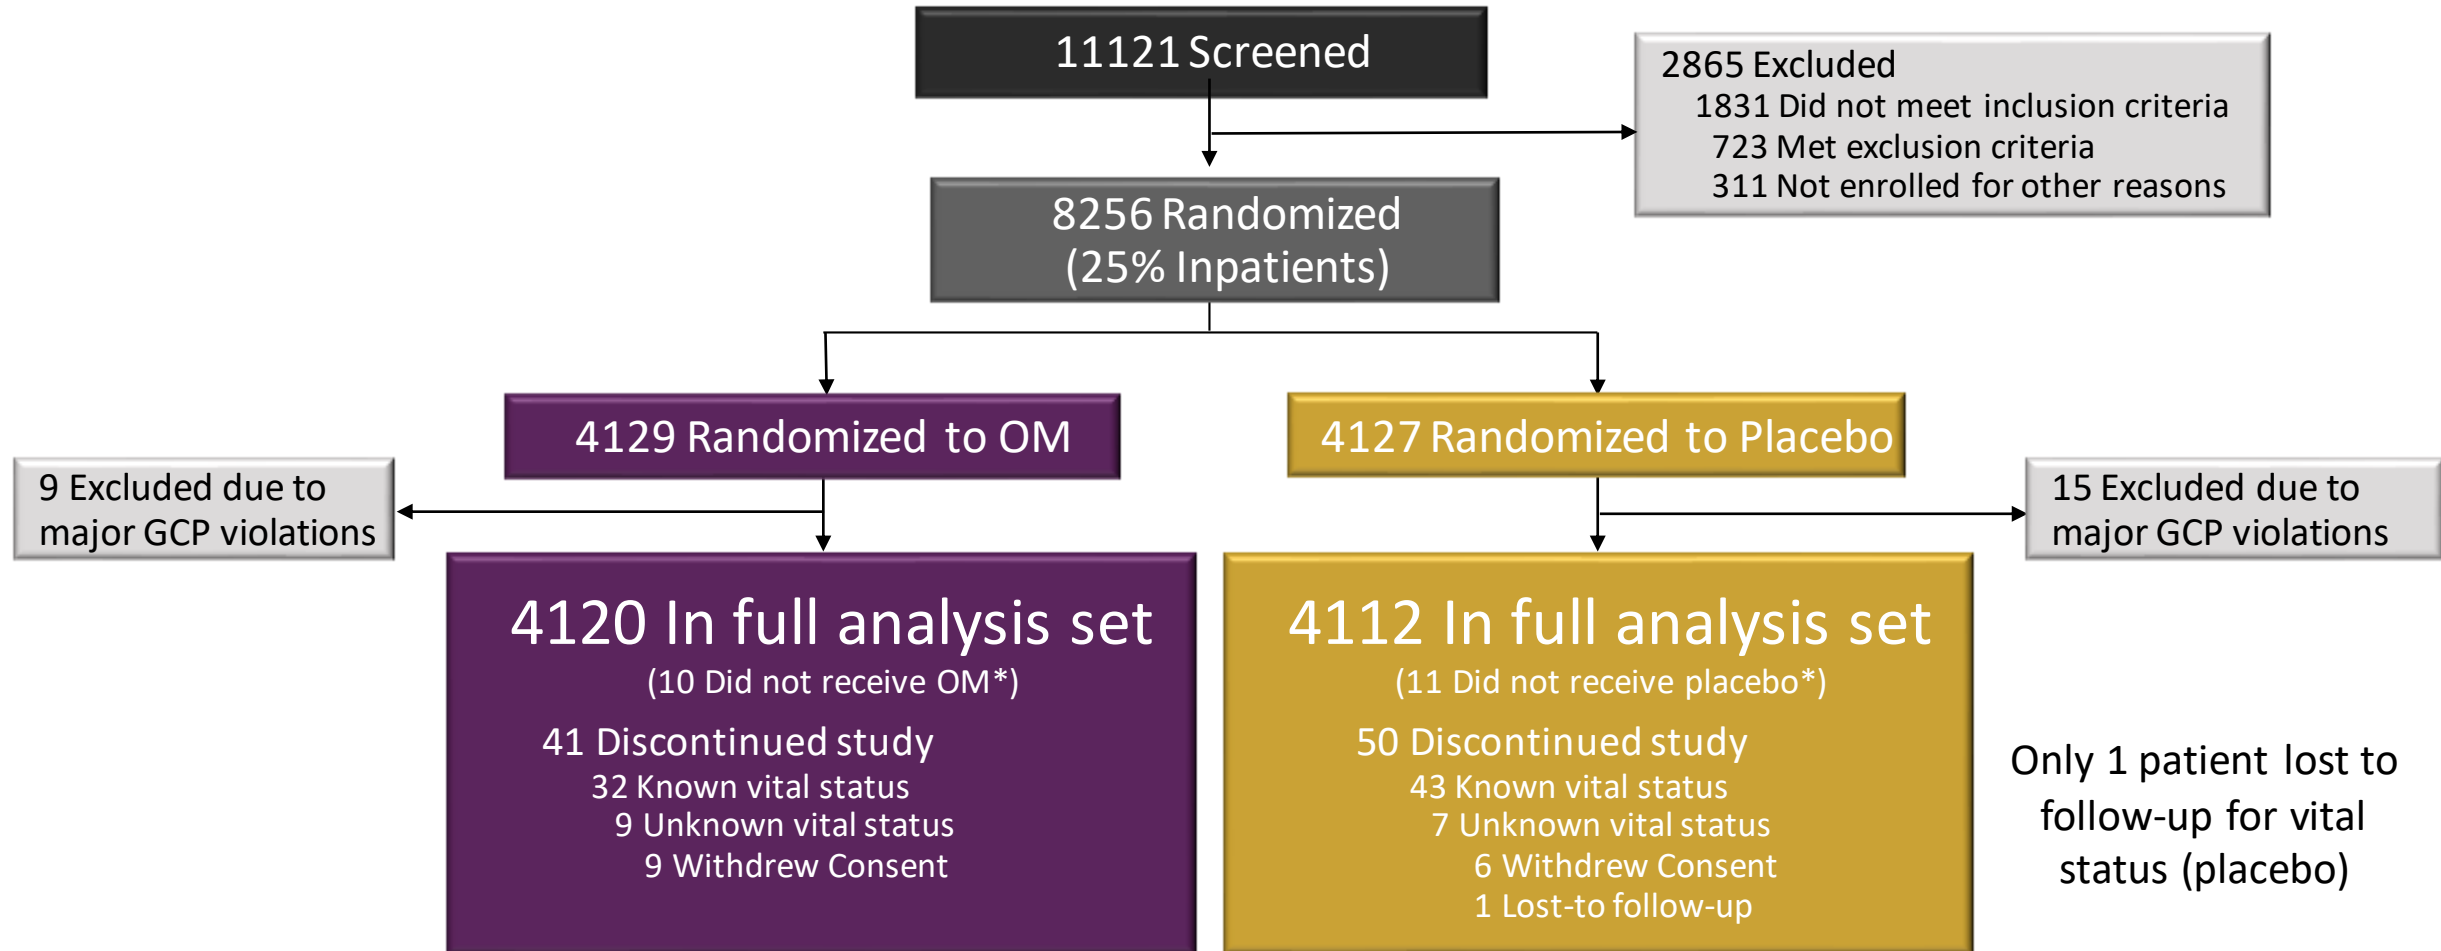 11121 Screened
2865 Excluded
1831 Did not meet inclusion criteria
723 Met exclusion criteria
311 Not enrolled for other reasons
8256 Randomized
(25% Inpatients)
4129 Randomized to OM
4127 Randomized to Placebo
9 Excluded due to
major GCP violations
15 Excluded due to
major GCP violations
4120 In full analysis set
(10 Did not receive OM*)
41 Discontinued study
32 Known vital status
9 Unknown vital status
9 Withdrew Consent
4112 In full analysis set
(11 Did not receive placebo*)
50 Discontinued study
43 Known vital status
7 Unknown vital status
6 Withdrew Consent
1 Lost-to follow-up
Only 1 patient lost to
follow-up for vital
status (placebo)